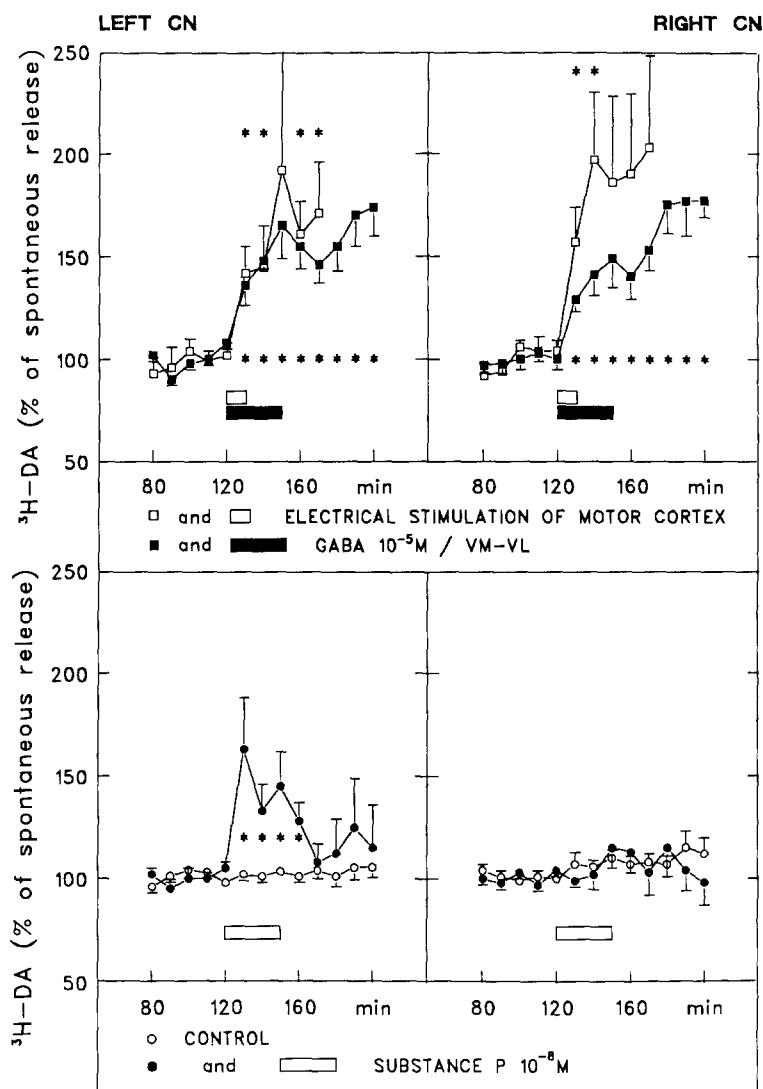 LEFT CN RIGHT CN
³H–DA (% of spontaneous release)
250
200
150
100
50
* * * *
* * * * * * * *
* *
* * * * * * * *
80 120 160 min 80 120 160 min
□ and ▭ ELECTRICAL STIMULATION OF MOTOR CORTEX
■ and ▬ GABA 10⁻⁵M / VM–VL
³H–DA (% of spontaneous release)
250
200
150
100
50
* * * *
80 120 160 min 80 120 160 min
○ CONTROL
● and ▭ SUBSTANCE P 10⁻⁸M